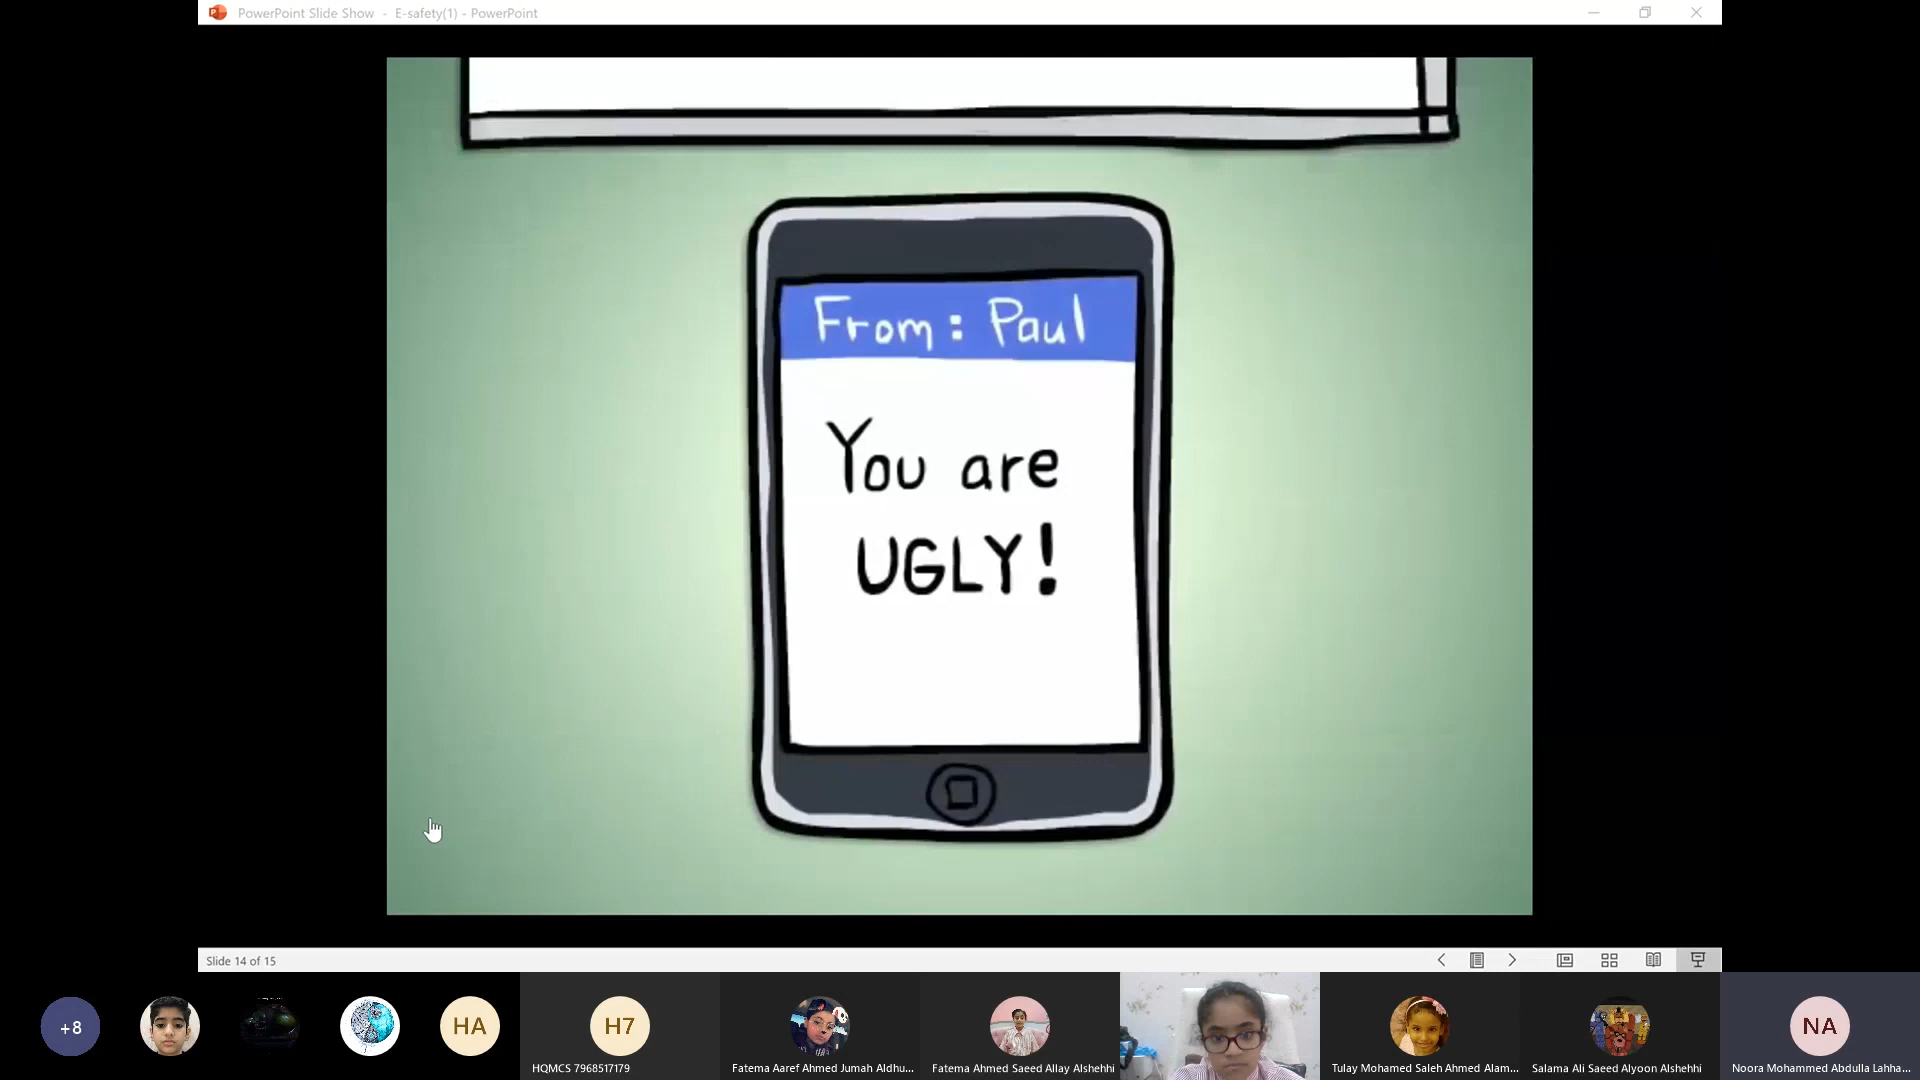 PowerPoint Slide Show - E-safety(1) - PowerPoint
From: Paul
You are
UGLY!
Slide 14 of 15
+8
HA
H7
NA
HQMCS 7968517179
Fatema Aaref Ahmed Jumah Aldhu...
Fatema Ahmed Saeed Allay Alshehhi
Tulay Mohamed Saleh Ahmed Alam...
Salama Ali Saeed Alyoon Alshehhi
Noora Mohammed Abdulla Lahha...